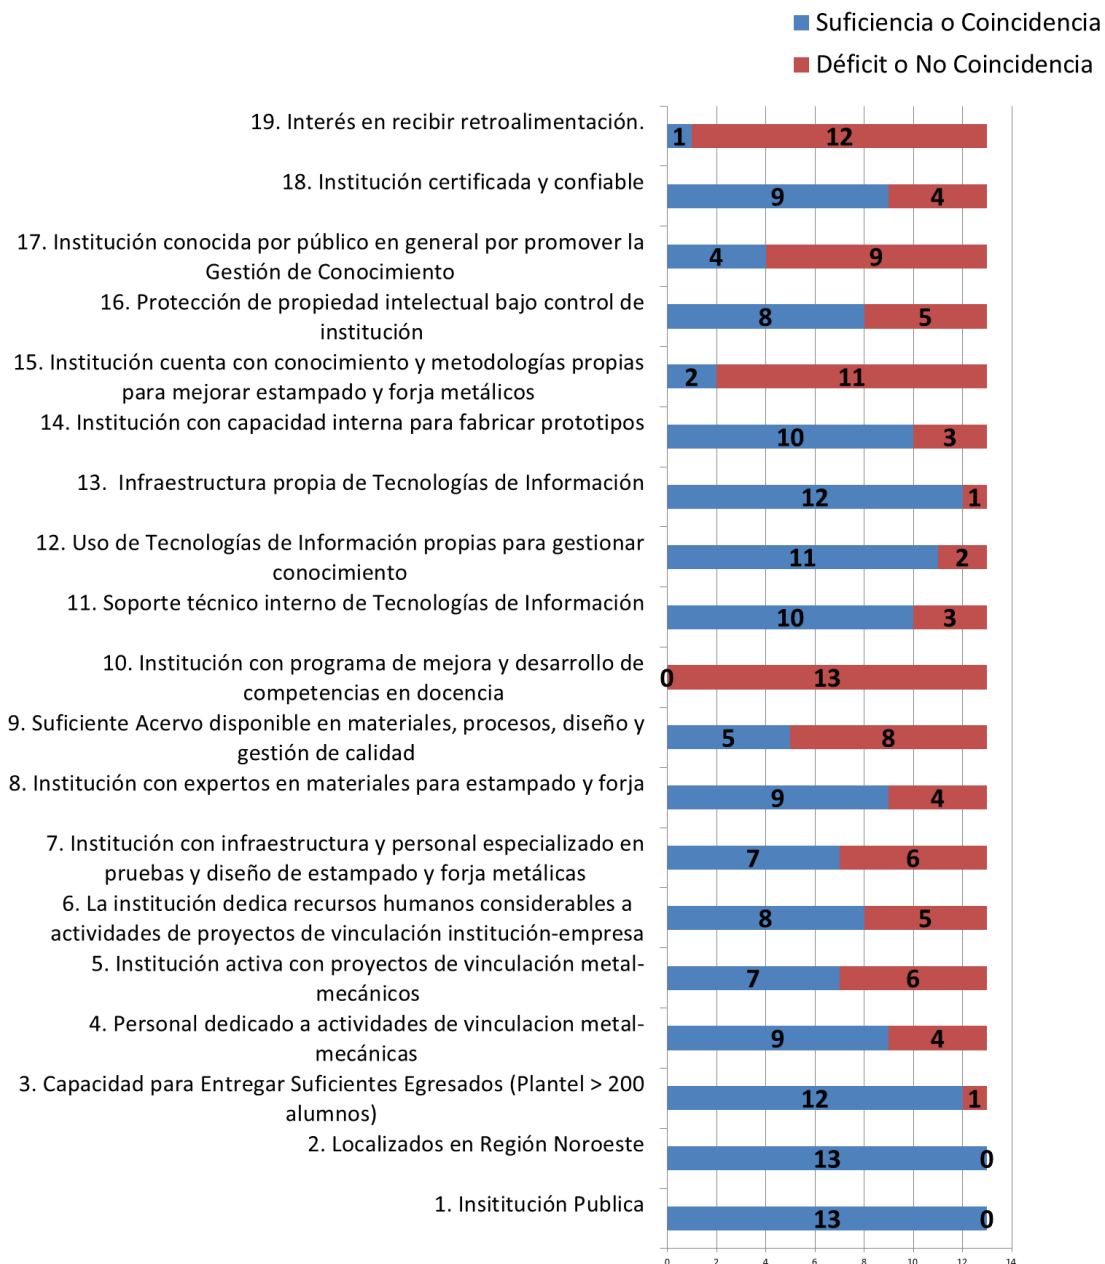 Suficiencia o Coincidencia
Déficit o No Coincidencia
19. Interés en recibir retroalimentación.
1 12
18. Institución certificada y confiable
9 4
17. Institución conocida por público en general por promover la
Gestión de Conocimiento
4 9
16. Protección de propiedad intelectual bajo control de
institución
8 5
15. Institución cuenta con conocimiento y metodologías propias
para mejorar estampado y forja metálicos
2 11
14. Institución con capacidad interna para fabricar prototipos
10 3
13.  Infraestructura propia de Tecnologías de Información
12 1
12. Uso de Tecnologías de Información propias para gestionar
conocimiento
11 2
11. Soporte técnico interno de Tecnologías de Información
10 3
10. Institución con programa de mejora y desarrollo de
competencias en docencia
0 13
9. Suficiente Acervo disponible en materiales, procesos, diseño y
gestión de calidad
5 8
8. Institución con expertos en materiales para estampado y forja
9 4
7. Institución con infraestructura y personal especializado en
pruebas y diseño de estampado y forja metálicas
7 6
6. La institución dedica recursos humanos considerables a
actividades de proyectos de vinculación institución-empresa
8 5
5. Institución activa con proyectos de vinculación metal-
mecánicos
7 6
4. Personal dedicado a actividades de vinculacion metal-
mecánicas
9 4
3. Capacidad para Entregar Suficientes Egresados (Plantel > 200
alumnos)
12 1
2. Localizados en Región Noroeste
13 0
1. Insititución Publica
13 0
0 2 4 6 8 10 12 14